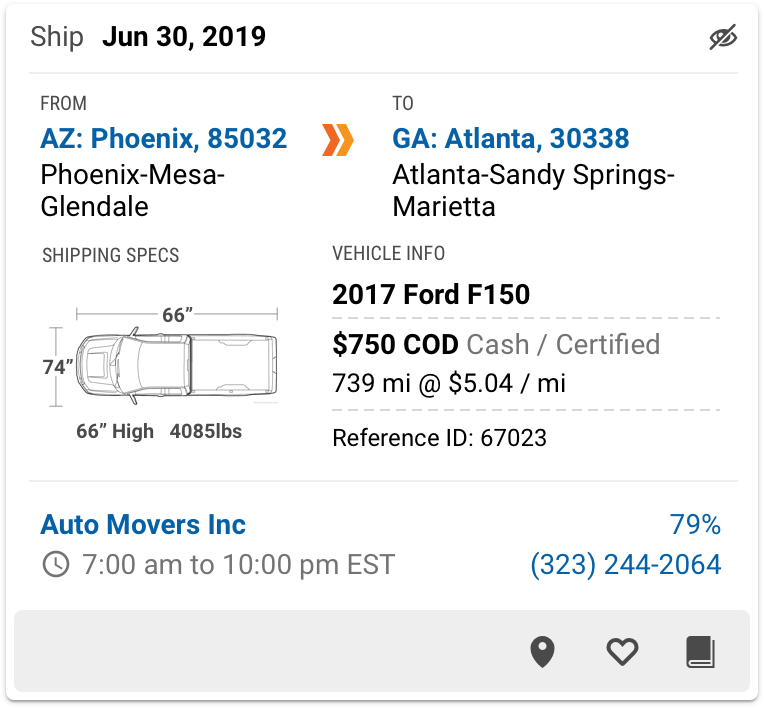 Ship Jun 30, 2019
FROM
AZ: Phoenix, 85032
Phoenix-Mesa-
Glendale
TO
GA: Atlanta, 30338
Atlanta-Sandy Springs-
Marietta
SHIPPING SPECS
66”
74”
66” High 4085lbs
VEHICLE INFO
2017 Ford F150
$750 COD Cash / Certified
739 mi @ $5.04 / mi
Reference ID: 67023
Auto Movers Inc
79%
7:00 am to 10:00 pm EST
(323) 244-2064